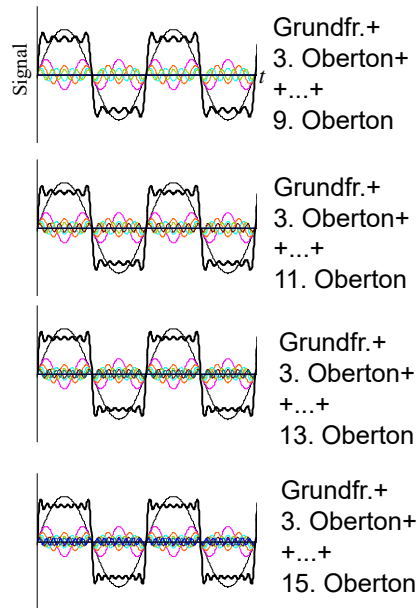 Signal
t
Grundfr.+
3. Oberton+
+...+
9. Oberton
Grundfr.+
3. Oberton+
+...+
11. Oberton
Grundfr.+
3. Oberton+
+...+
13. Oberton
Grundfr.+
3. Oberton+
+...+
15. Oberton